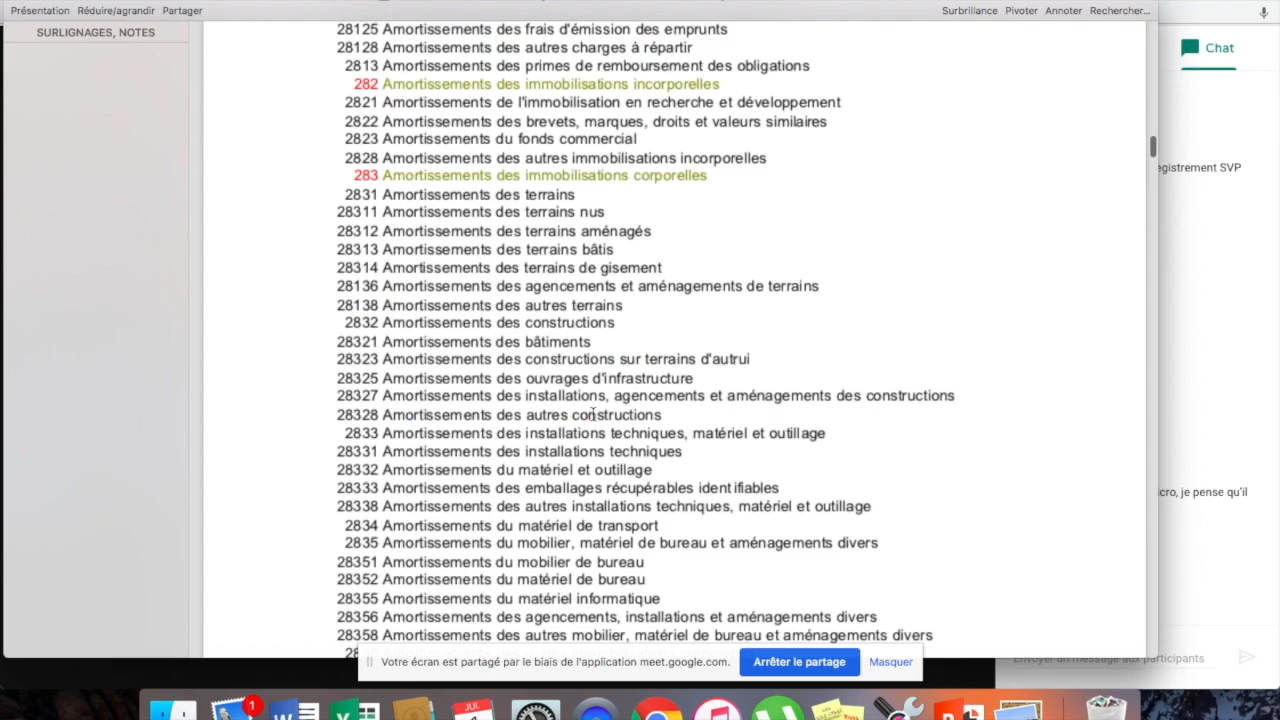 Présentation Réduire/agrandir Partager
Surbrillance Pivoter Annoter Rechercher...
SURLIGNAGES, NOTES
Chat
28125 Amortissements des frais d'émission des emprunts
28128 Amortissements des autres charges à répartir
2813 Amortissements des primes de remboursement des obligations
282 Amortissements des immobilisations incorporelles
2821 Amortissements de l'immobilisation en recherche et développement
2822 Amortissements des brevets, marques, droits et valeurs similaires
2823 Amortissements du fonds commercial
2828 Amortissements des autres immobilisations incorporelles
283 Amortissements des immobilisations corporelles
egistrement SVP
2831 Amortissements des terrains
28311 Amortissements des terrains nus
28312 Amortissements des terrains aménagés
28313 Amortissements des terrains bâtis
28314 Amortissements des terrains de gisement
28136 Amortissements des agencements et aménagements de terrains
28138 Amortissements des autres terrains
2832 Amortissements des constructions
28321 Amortissements des bâtiments
28323 Amortissements des constructions sur terrains d'autrui
28325 Amortissements des ouvrages d'infrastructure
28327 Amortissements des installations, agencements et aménagements des constructions
28328 Amortissements des autres constructions
2833 Amortissements des installations techniques, matériel et outillage
28331 Amortissements des installations techniques
28332 Amortissements du matériel et outillage
28333 Amortissements des emballages récupérables identifiables
cro, je pense qu'il
28338 Amortissements des autres installations techniques, matériel et outillage
2834 Amortissements du matériel de transport
2835 Amortissements du mobilier, matériel de bureau et aménagements divers
28351 Amortissements du mobilier de bureau
28352 Amortissements du matériel de bureau
28355 Amortissements du matériel informatique
28356 Amortissements des agencements, installations et aménagements divers
28358 Amortissements des autres mobilier, matériel de bureau et aménagements divers
Votre écran est partagé par le biais de l'application meet.google.com. Arrêter le partage Masquer
Envoyer un message aux participants
1
JUL